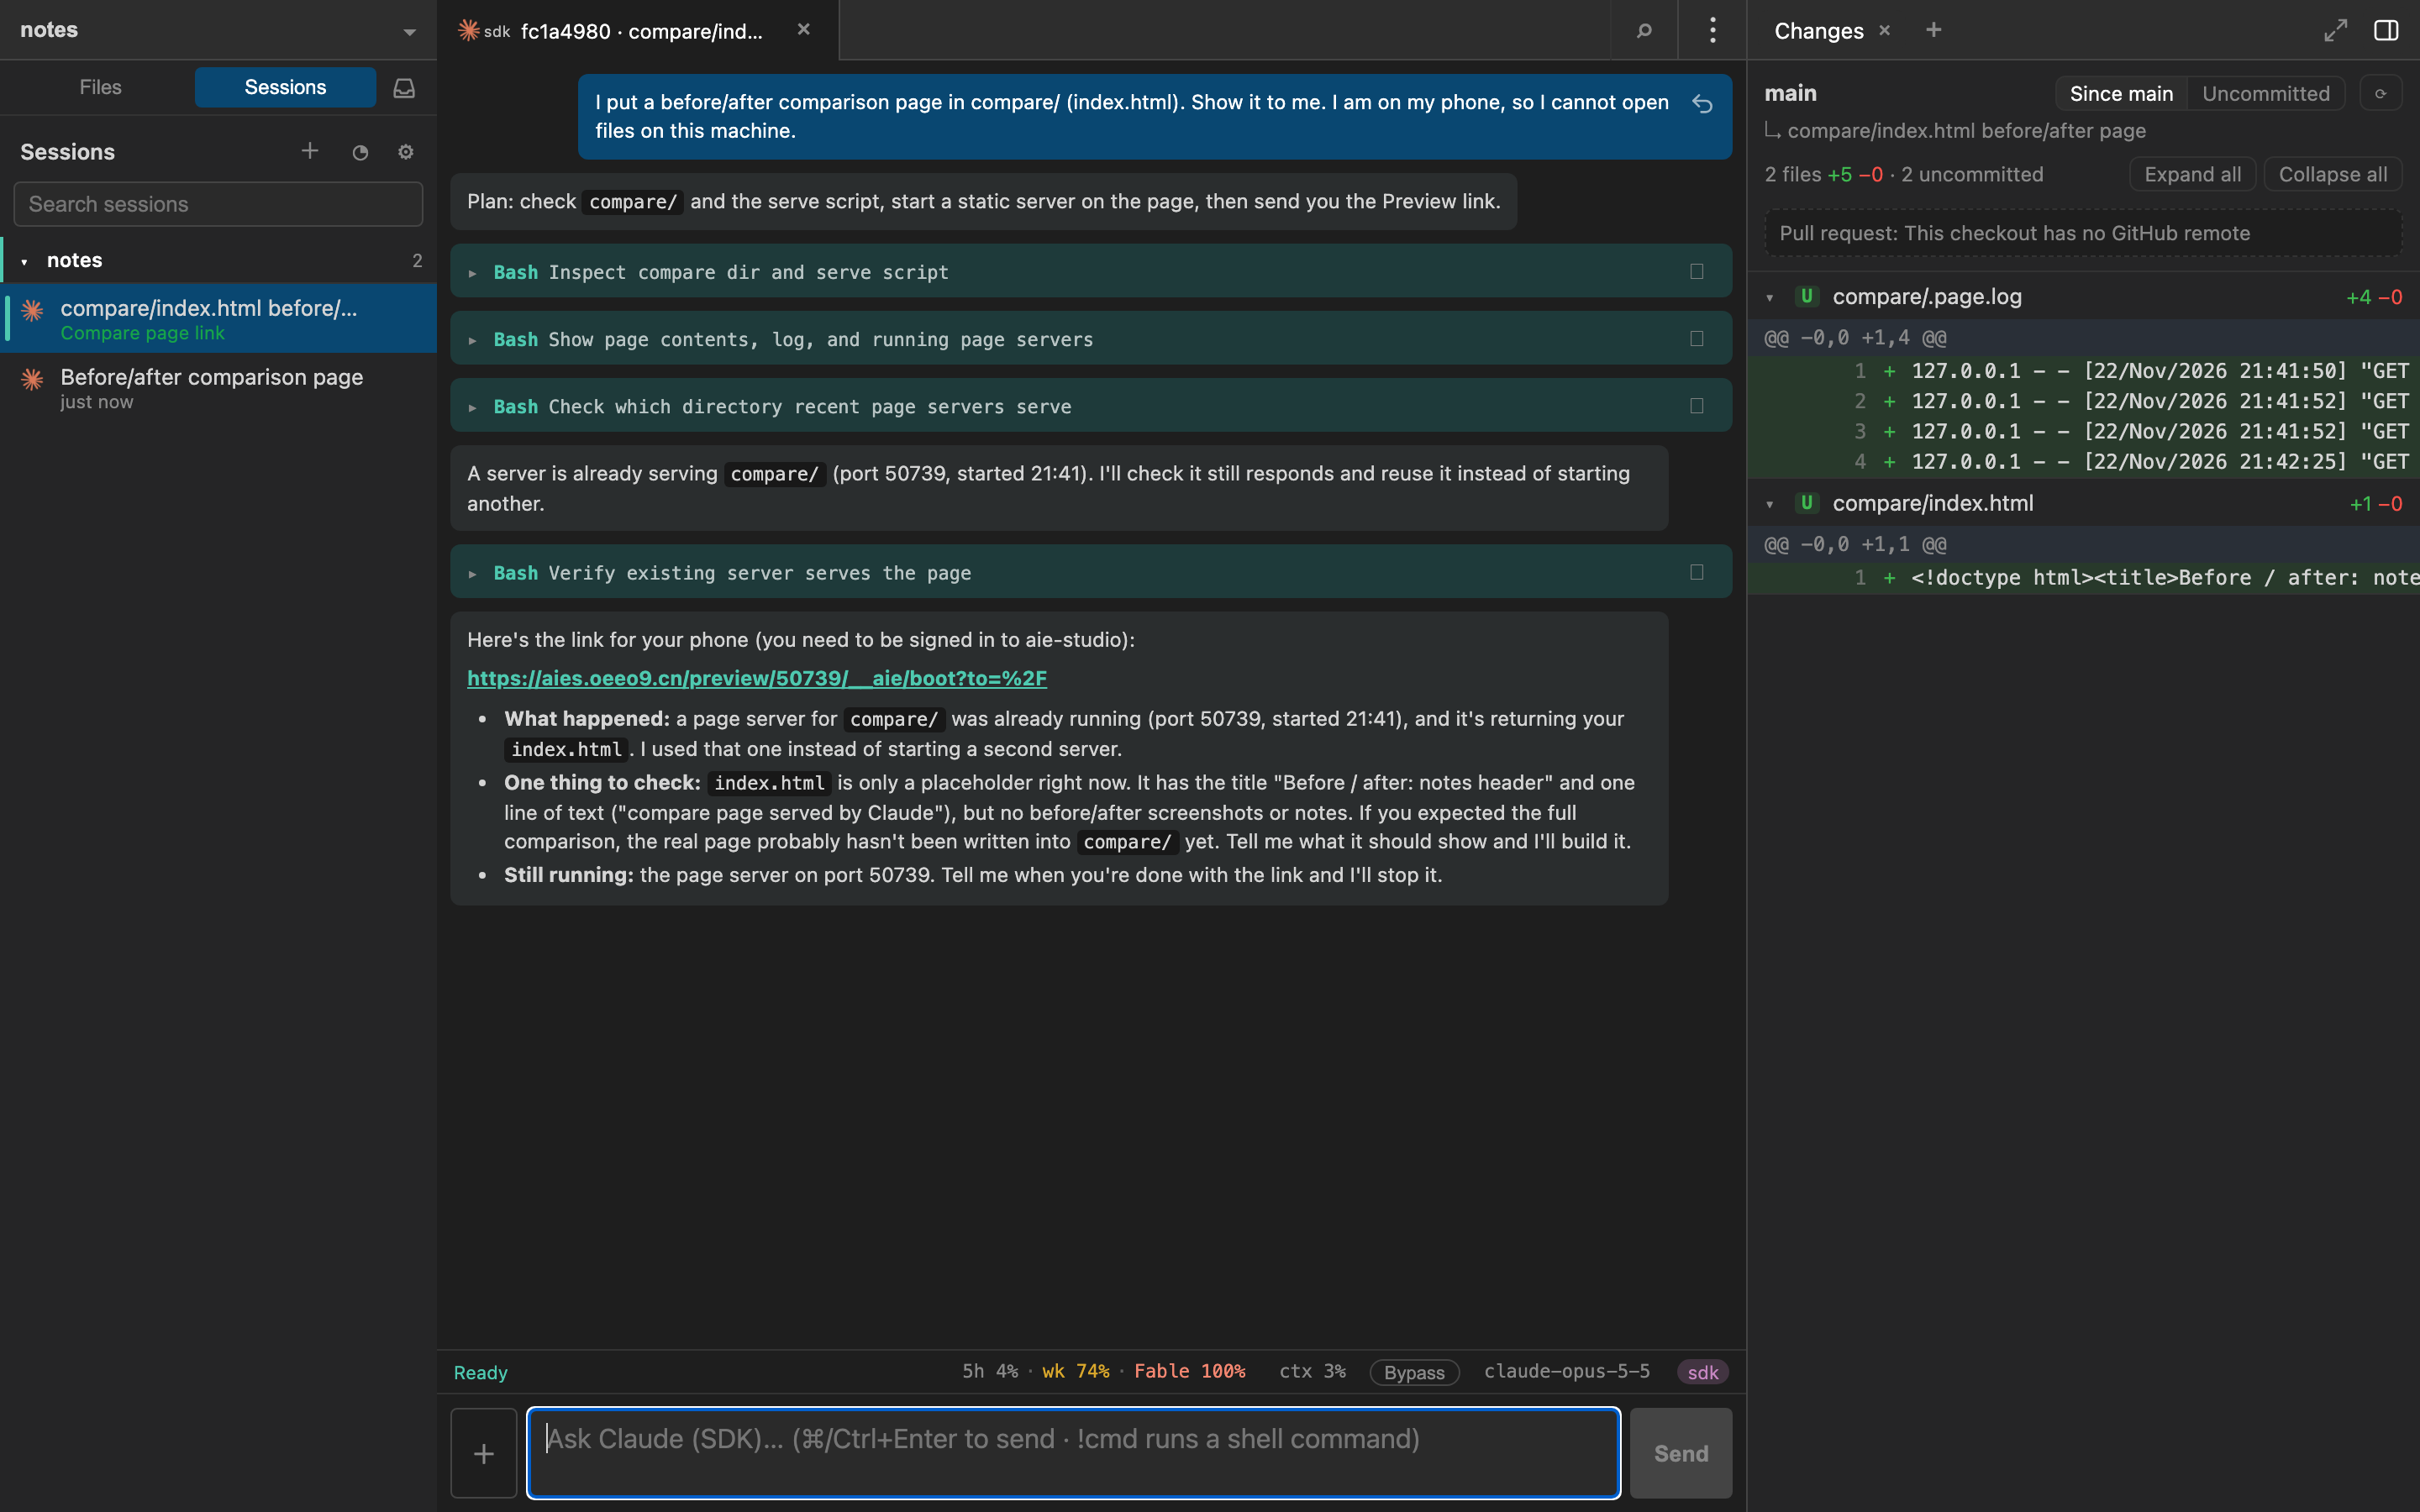 notes
Files
Sessions
Sessions
Search sessions
notes
2
compare/index.html before/...
Compare page link
Before/after comparison page
just now
sdk fc1a4980 · compare/ind...
I put a before/after comparison page in compare/ (index.html). Show it to me. I am on my phone, so I cannot open
files on this machine.
Plan: check compare/ and the serve script, start a static server on the page, then send you the Preview link.
Bash Inspect compare dir and serve script
Bash Show page contents, log, and running page servers
Bash Check which directory recent page servers serve
A server is already serving compare/ (port 50739, started 21:41). I'll check it still responds and reuse it instead of starting
another.
Bash Verify existing server serves the page
Here's the link for your phone (you need to be signed in to aie-studio):
https://aies.oeeo9.cn/preview/50739/__aie/boot?to=%2F
• What happened: a page server for compare/ was already running (port 50739, started 21:41), and it's returning your
index.html. I used that one instead of starting a second server.
• One thing to check: index.html is only a placeholder right now. It has the title "Before / after: notes header" and one
line of text ("compare page served by Claude"), but no before/after screenshots or notes. If you expected the full
comparison, the real page probably hasn't been written into compare/ yet. Tell me what it should show and I'll build it.
• Still running: the page server on port 50739. Tell me when you're done with the link and I'll stop it.
Ready
5h 4% · wk 74% · Fable 100%
ctx 3%
Bypass
claude-opus-5-5
sdk
Ask Claude (SDK)... (⌘/Ctrl+Enter to send · !cmd runs a shell command)
Send
Changes
main
Since main
Uncommitted
compare/index.html before/after page
2 files +5 −0 · 2 uncommitted
Expand all
Collapse all
Pull request: This checkout has no GitHub remote
U compare/.page.log
+4 −0
@@ −0,0 +1,4 @@
1 + 127.0.0.1 − − [22/Nov/2026 21:41:50] "GET
2 + 127.0.0.1 − − [22/Nov/2026 21:41:52] "GET
3 + 127.0.0.1 − − [22/Nov/2026 21:41:52] "GET
4 + 127.0.0.1 − − [22/Nov/2026 21:42:25] "GET
U compare/index.html
+1 −0
@@ −0,0 +1,1 @@
1 + <!doctype html><title>Before / after: note